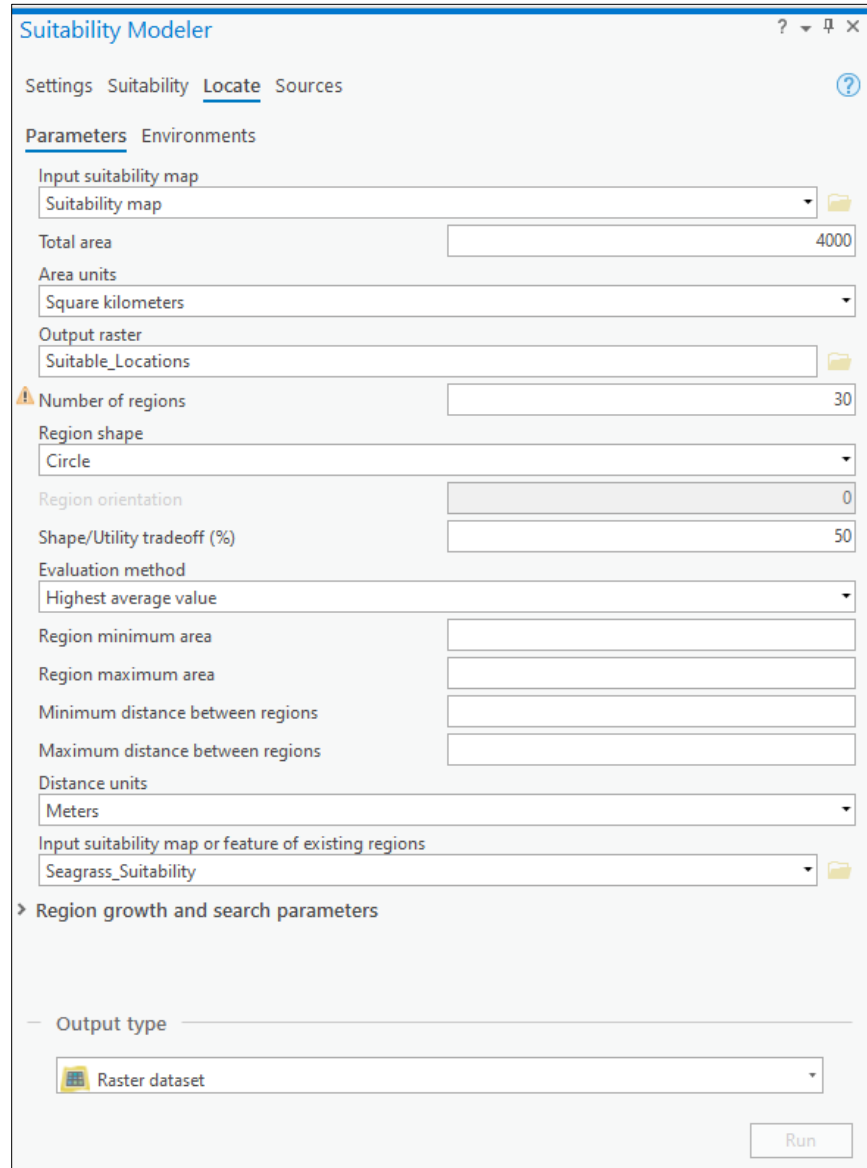 Suitability Modeler
?
Settings Suitability Locate Sources
?
Parameters Environments
Input suitability map
Suitability map
Total area 4000
Area units
Square kilometers
Output raster
Suitable_Locations
Number of regions 30
Region shape
Circle
Region orientation 0
Shape/Utility tradeoff (%) 50
Evaluation method
Highest average value
Region minimum area
Region maximum area
Minimum distance between regions
Maximum distance between regions
Distance units
Meters
Input suitability map or feature of existing regions
Seagrass_Suitability
Region growth and search parameters
Output type
Raster dataset
Run